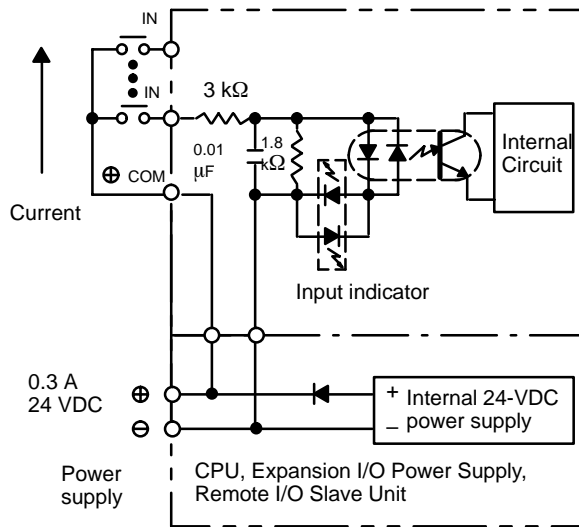 IN
IN
3 kΩ
0.01
μF
1.8
kΩ
⊕ COM
Current
Internal
Circuit
Input indicator
0.3 A
24 VDC
⊕
⊖
+ Internal 24-VDC
– power supply
Power
supply
CPU, Expansion I/O Power Supply,
Remote I/O Slave Unit